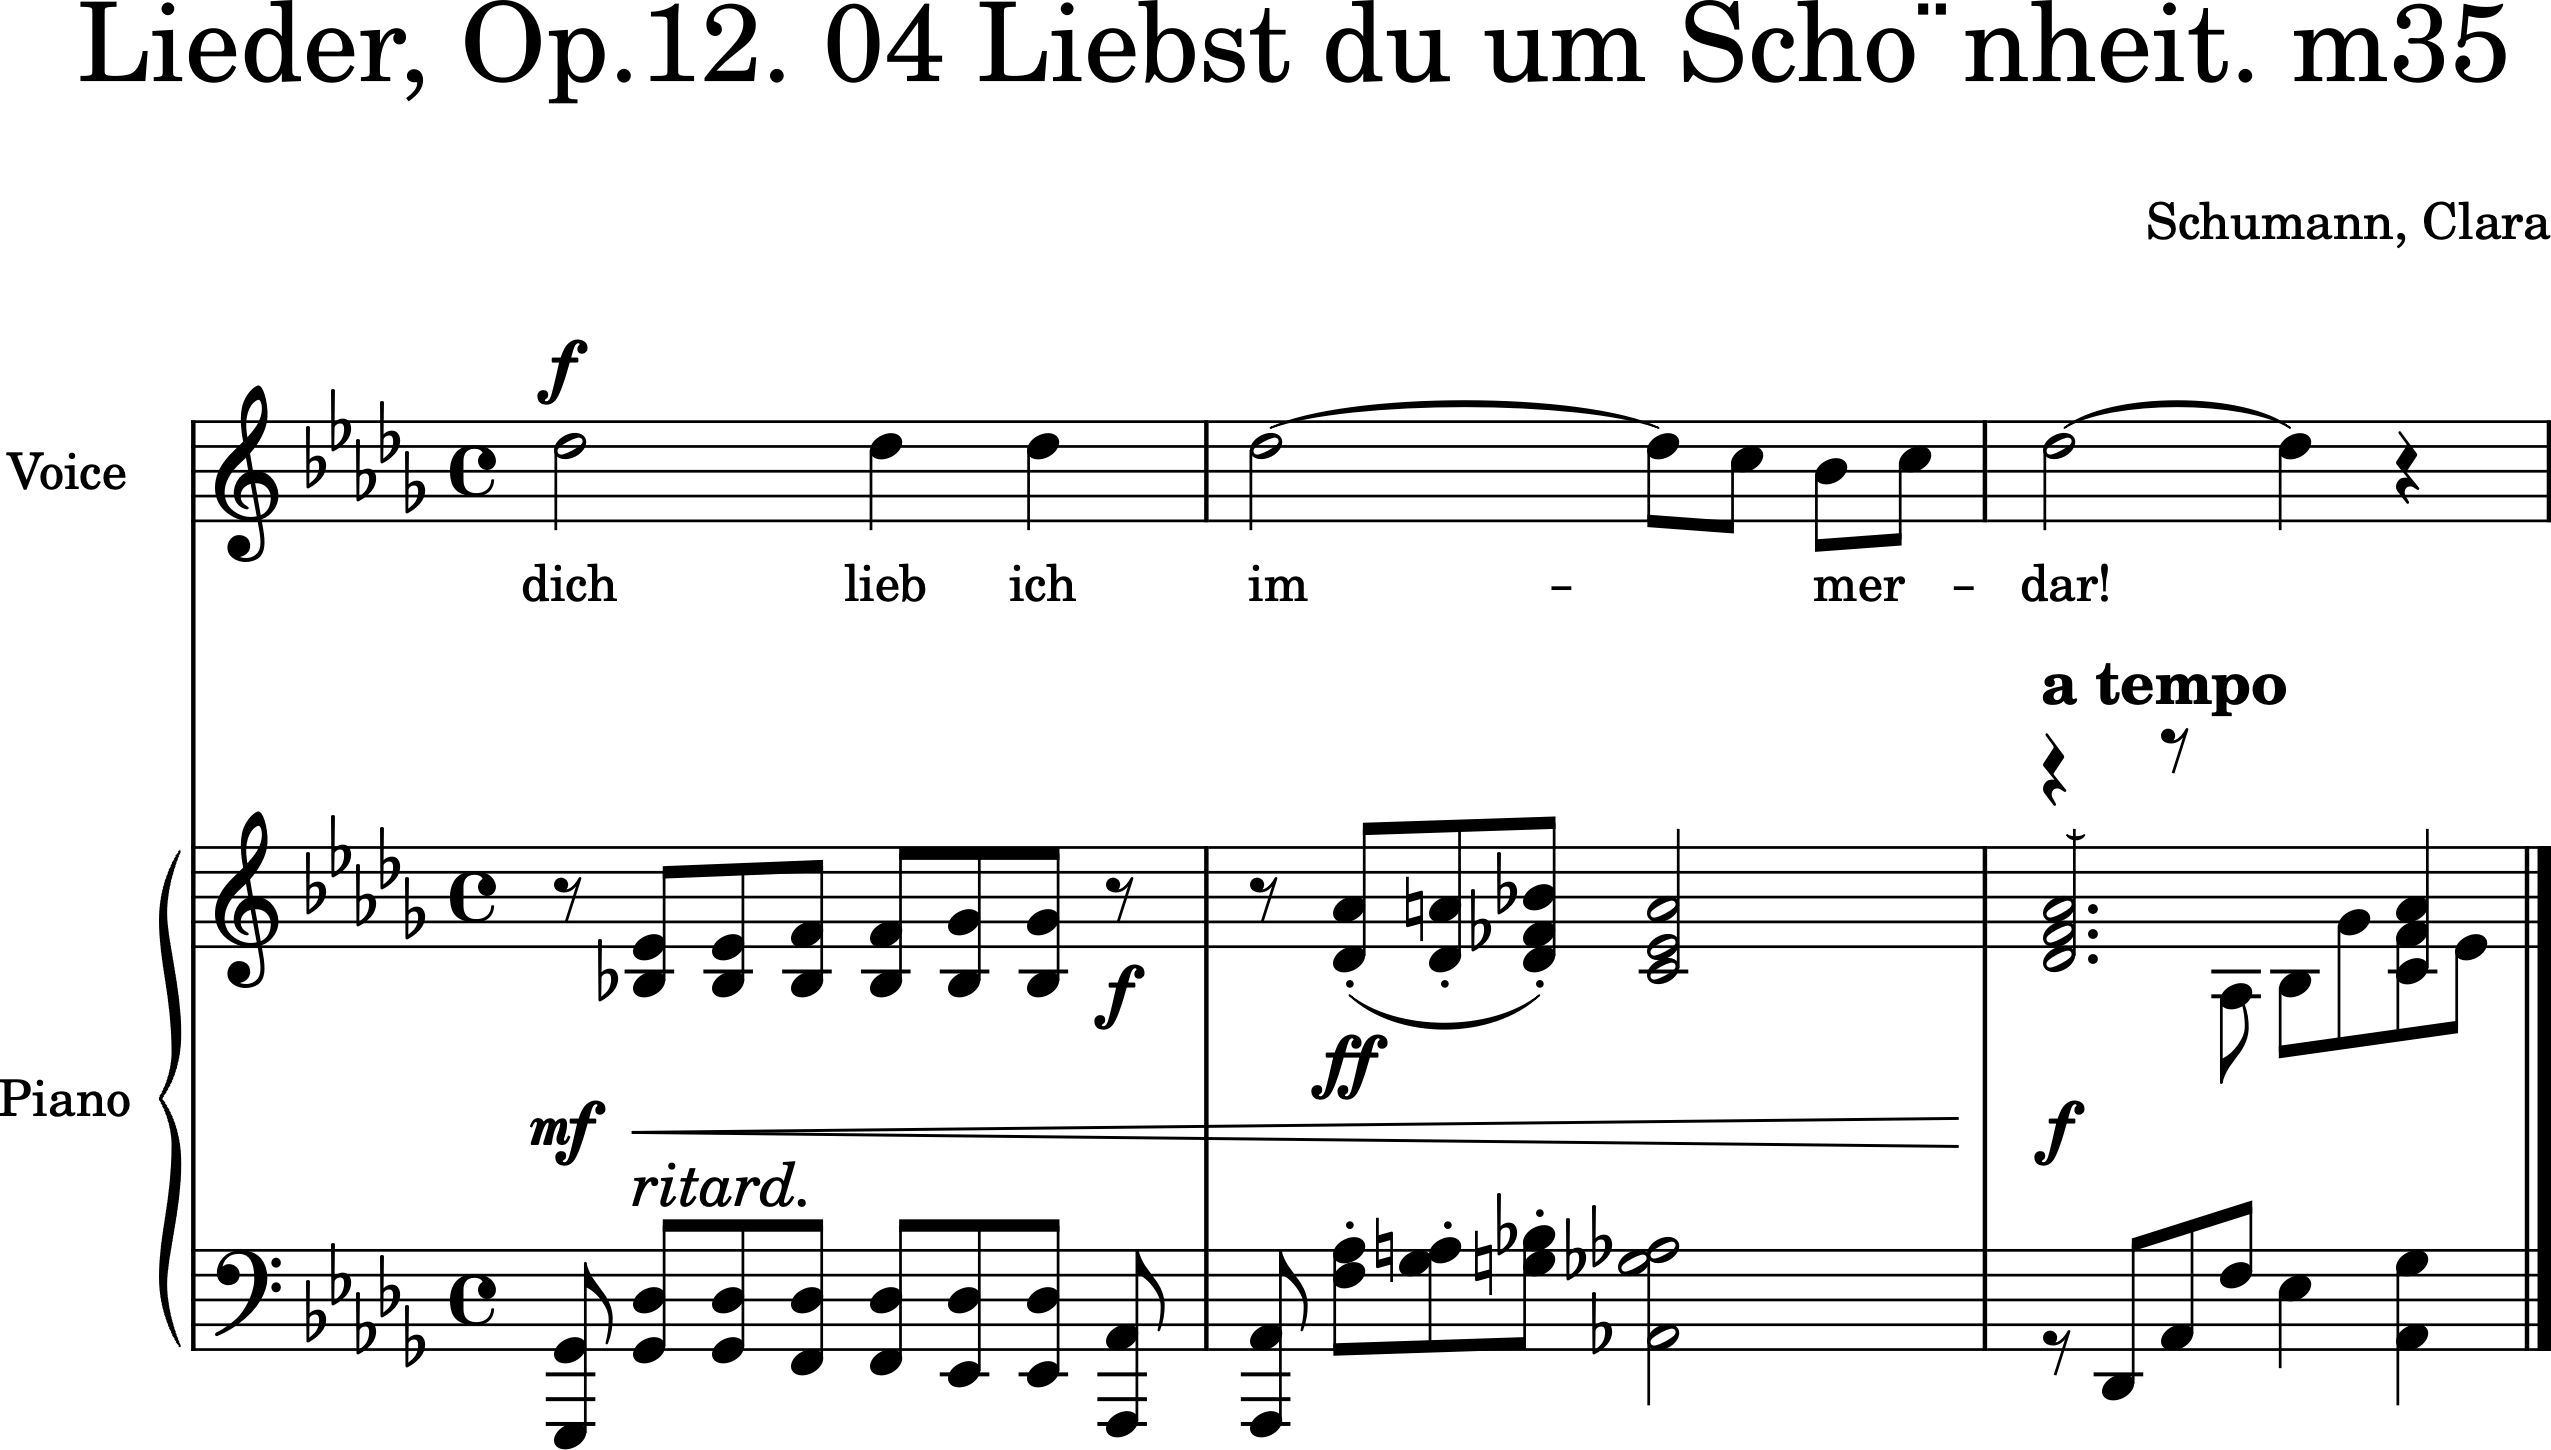 Lieder, Op.12. 04 Liebst du um Scho¨nheit. m35
Schumann, Clara
f
Voice
dich lieb ich im – mer – dar!
a tempo
f
ff
Piano
mf f
ritard.